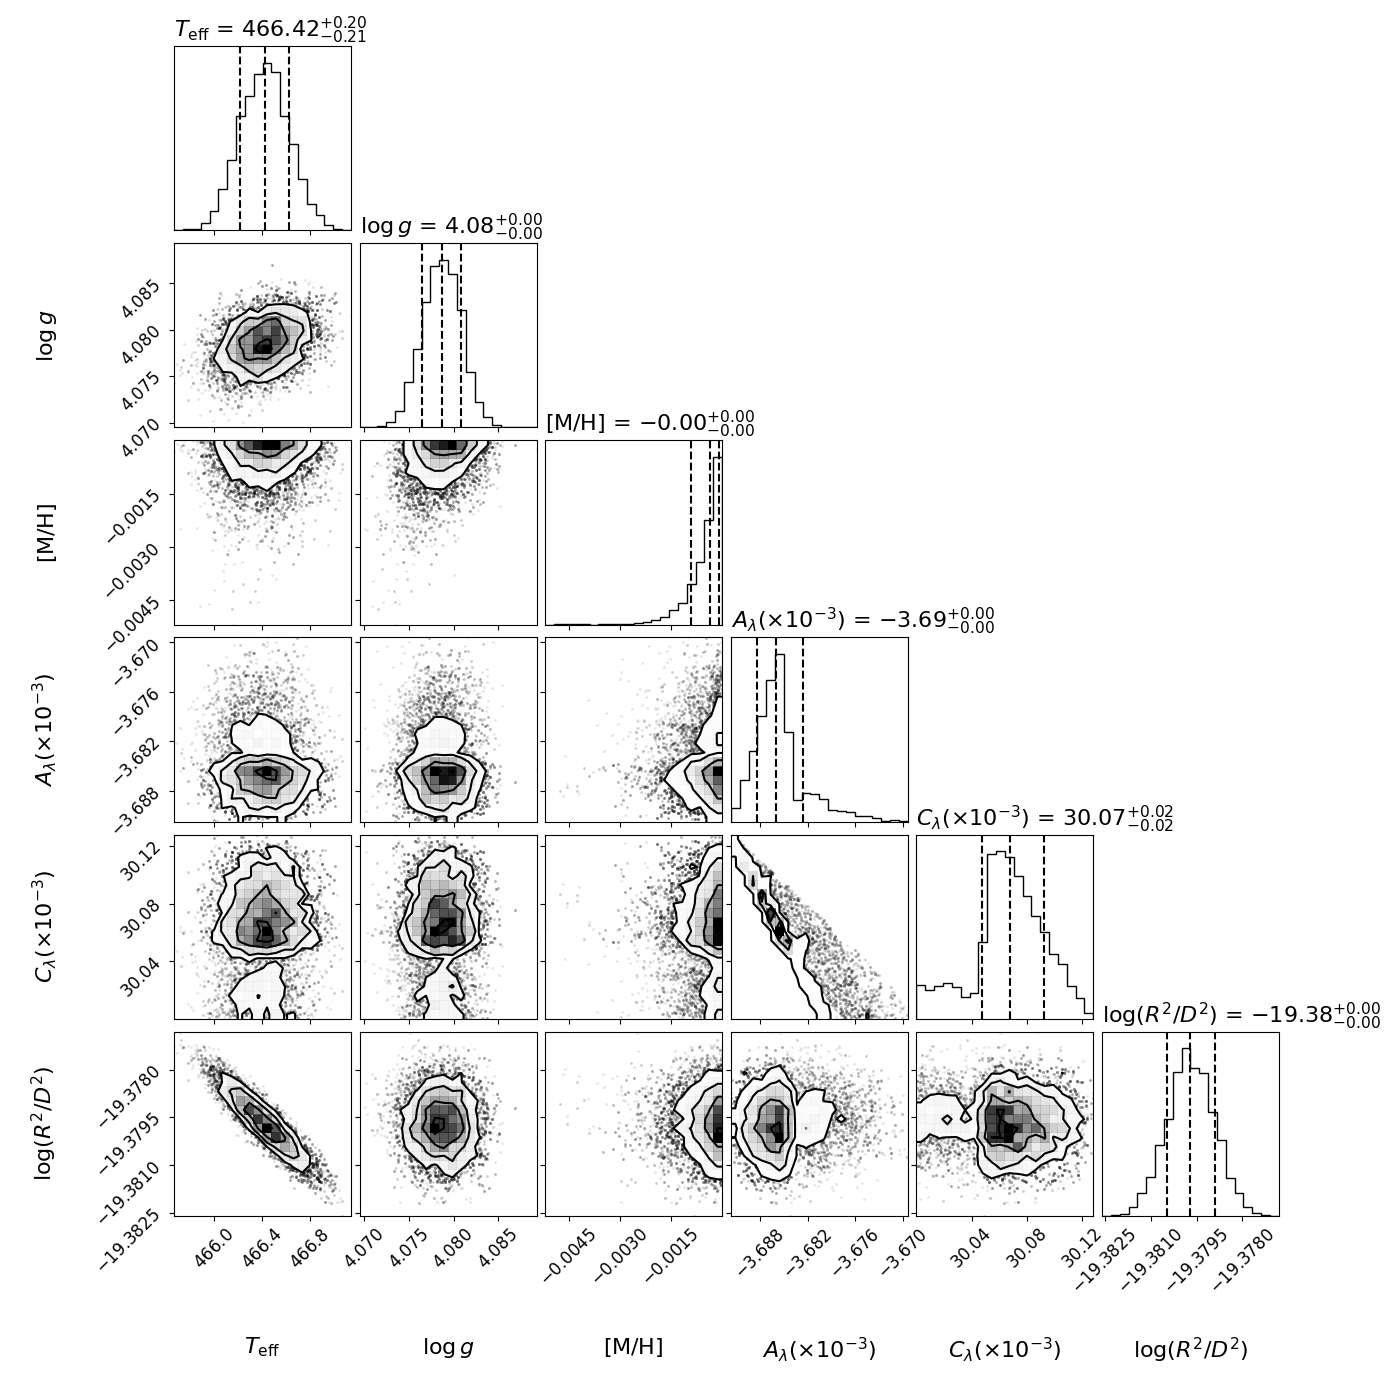 T_eff = 466.42 +0.20 −0.21
log g = 4.08 +0.00 −0.00
4.085
4.080
4.075
4.070
log g
[M/H] = −0.00 +0.00 −0.00
−0.0015
−0.0030
−0.0045
[M/H]
A_λ(×10^−3) = −3.69 +0.00 −0.00
−3.670
−3.676
−3.682
−3.688
A_λ(×10^−3)
C_λ(×10^−3) = 30.07 +0.02 −0.02
30.12
30.08
30.04
C_λ(×10^−3)
log(R²/D²) = −19.38 +0.00 −0.00
−19.3780
−19.3795
−19.3810
−19.3825
log(R²/D²)
466.0 466.4 466.8 4.070 4.075 4.080 4.085 −0.0045 −0.0030 −0.0015 −3.688 −3.682 −3.676 −3.670 30.04 30.08 30.12 −19.3825 −19.3810 −19.3795 −19.3780
T_eff log g [M/H] A_λ(×10^−3) C_λ(×10^−3) log(R²/D²)